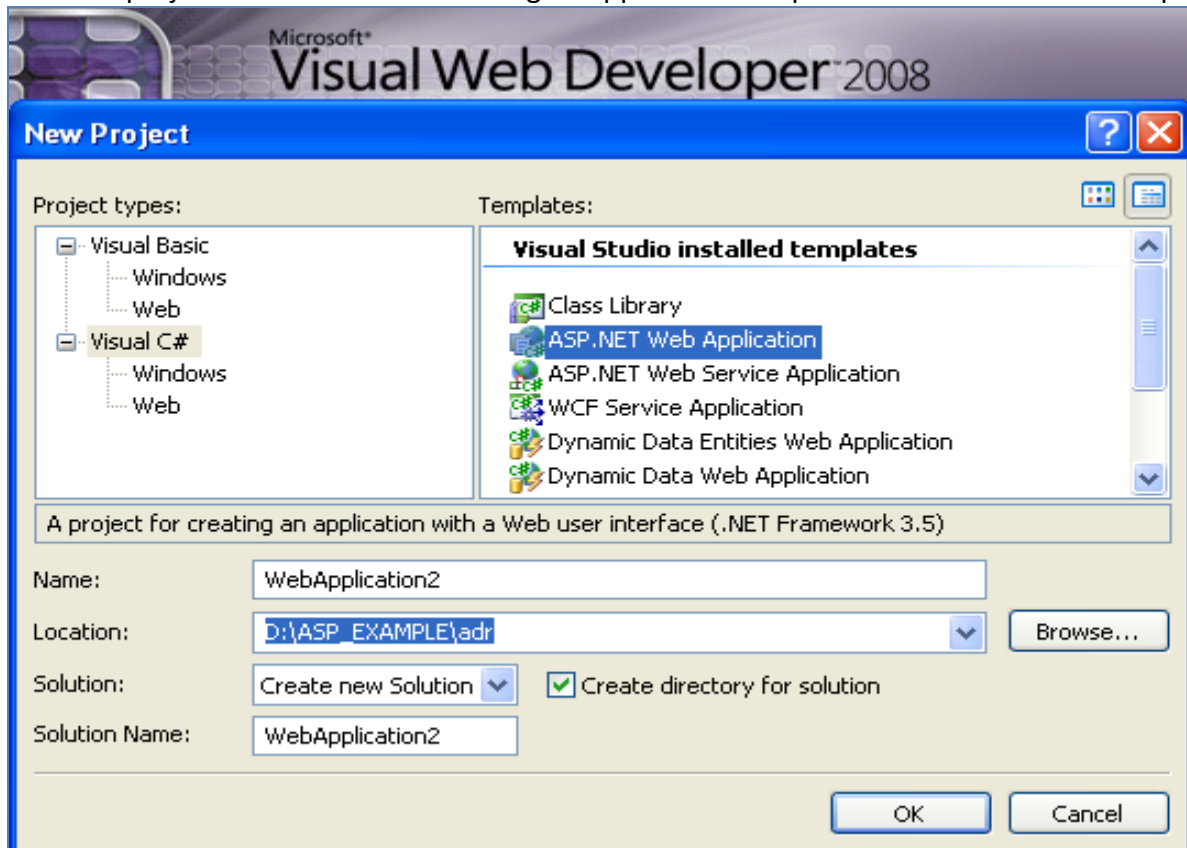 Microsoft®
Visual Web Developer™2008
New Project
Project types:
Templates:
Visual Basic
Windows
Web
Visual C#
Windows
Web
Visual Studio installed templates
Class Library
ASP.NET Web Application
ASP.NET Web Service Application
WCF Service Application
Dynamic Data Entities Web Application
Dynamic Data Web Application
A project for creating an application with a Web user interface (.NET Framework 3.5)
Name: WebApplication2
Location: D:\ASP_EXAMPLE\adr Browse...
Solution: Create new Solution Create directory for solution
Solution Name: WebApplication2
OK Cancel